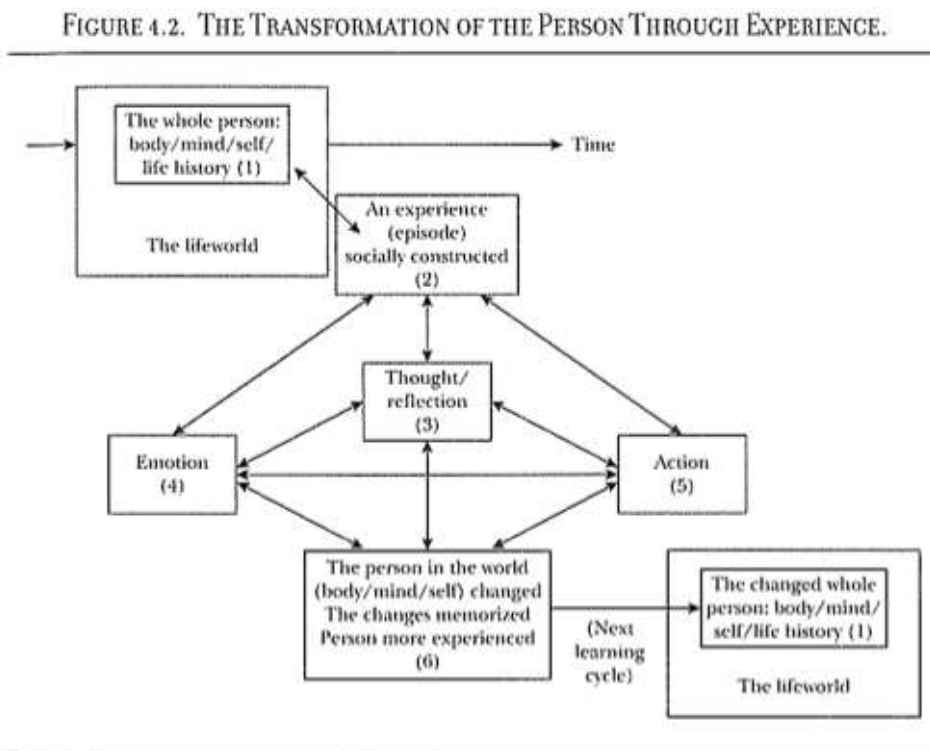 FIGURE 4.2. THE TRANSFORMATION OF THE PERSON THROUGH EXPERIENCE.
The whole person:
body/mind/self/
life history (1)
Time
The lifeworld
An experience
(episode)
socially constructed
(2)
Thought/
reflection
(3)
Emotion
(4)
Action
(5)
The person in the world
(body/mind/self) changed
The changes memorized
Person more experienced
(6)
(Next
learning
cycle)
The changed whole
person: body/mind/
self/life history (1)
The lifeworld